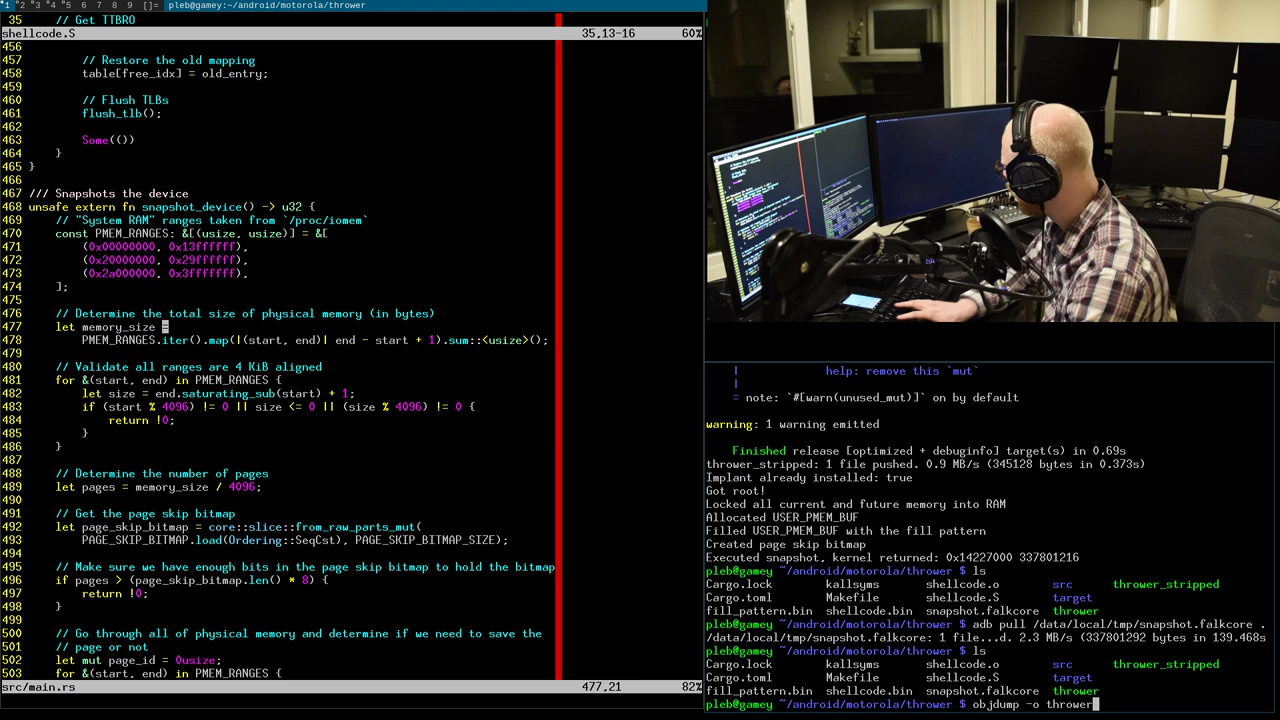 1 2 3 4 5 6 7 8 9 []= pleb@gamey:~/android/motorola/thrower
35     // Get TTBR0
shellcode.S 35,13-16 60%
456
457         // Restore the old mapping
458         table[free_idx] = old_entry;
459
460         // Flush TLBs
461         flush_tlb();
462
463         Some(())
464     }
465 }
466
467 /// Snapshots the device
468 unsafe extern fn snapshot_device() -> u32 {
469     // "System RAM" ranges taken from `/proc/iomem`
470     const PMEM_RANGES: &[(usize, usize)] = &[
471         (0x00000000, 0x13ffffff),
472         (0x20000000, 0x29ffffff),
473         (0x2a000000, 0x3fffffff),
474     ];
475
476     // Determine the total size of physical memory (in bytes)
477     let memory_size =
478         PMEM_RANGES.iter().map(|(start, end)| end - start + 1).sum::<usize>();
479
480     // Validate all ranges are 4 KiB aligned
481     for &(start, end) in PMEM_RANGES {
482         let size = end.saturating_sub(start) + 1;
483         if (start % 4096) != 0 || size <= 0 || (size % 4096) != 0 {
484             return !0;
485         }
486     }
487
488     // Determine the number of pages
489     let pages = memory_size / 4096;
490
491     // Get the page skip bitmap
492     let page_skip_bitmap = core::slice::from_raw_parts_mut(
493         PAGE_SKIP_BITMAP.load(Ordering::SeqCst), PAGE_SKIP_BITMAP_SIZE);
494
495     // Make sure we have enough bits in the page skip bitmap to hold the bitmap
496     if pages > (page_skip_bitmap.len() * 8) {
497         return !0;
498     }
499
500     // Go through all of physical memory and determine if we need to save the
501     // page or not
502     let mut page_id = 0usize;
503     for &(start, end) in PMEM_RANGES {
src/main.rs 477,21 82%
|             help: remove this `mut`
|
= note: `#[warn(unused_mut)]` on by default
warning: 1 warning emitted
Finished release [optimized + debuginfo] target(s) in 0.69s
thrower_stripped: 1 file pushed. 0.9 MB/s (345128 bytes in 0.373s)
Implant already installed: true
Got root!
Locked all current and future memory into RAM
Allocated USER_PMEM_BUF
Filled USER_PMEM_BUF with the fill pattern
Created page skip bitmap
Executed snapshot, kernel returned: 0x14227000 337801216
pleb@gamey ~/android/motorola/thrower $ ls
Cargo.lock kallsyms shellcode.o src thrower_stripped
Cargo.toml Makefile shellcode.S target
fill_pattern.bin shellcode.bin snapshot.falkcore thrower
pleb@gamey ~/android/motorola/thrower $ adb pull /data/local/tmp/snapshot.falkcore .
/data/local/tmp/snapshot.falkcore: 1 file...d. 2.3 MB/s (337801292 bytes in 139.468s
pleb@gamey ~/android/motorola/thrower $ ls
Cargo.lock kallsyms shellcode.o src thrower_stripped
Cargo.toml Makefile shellcode.S target
fill_pattern.bin shellcode.bin snapshot.falkcore thrower
pleb@gamey ~/android/motorola/thrower $ objdump -o thrower